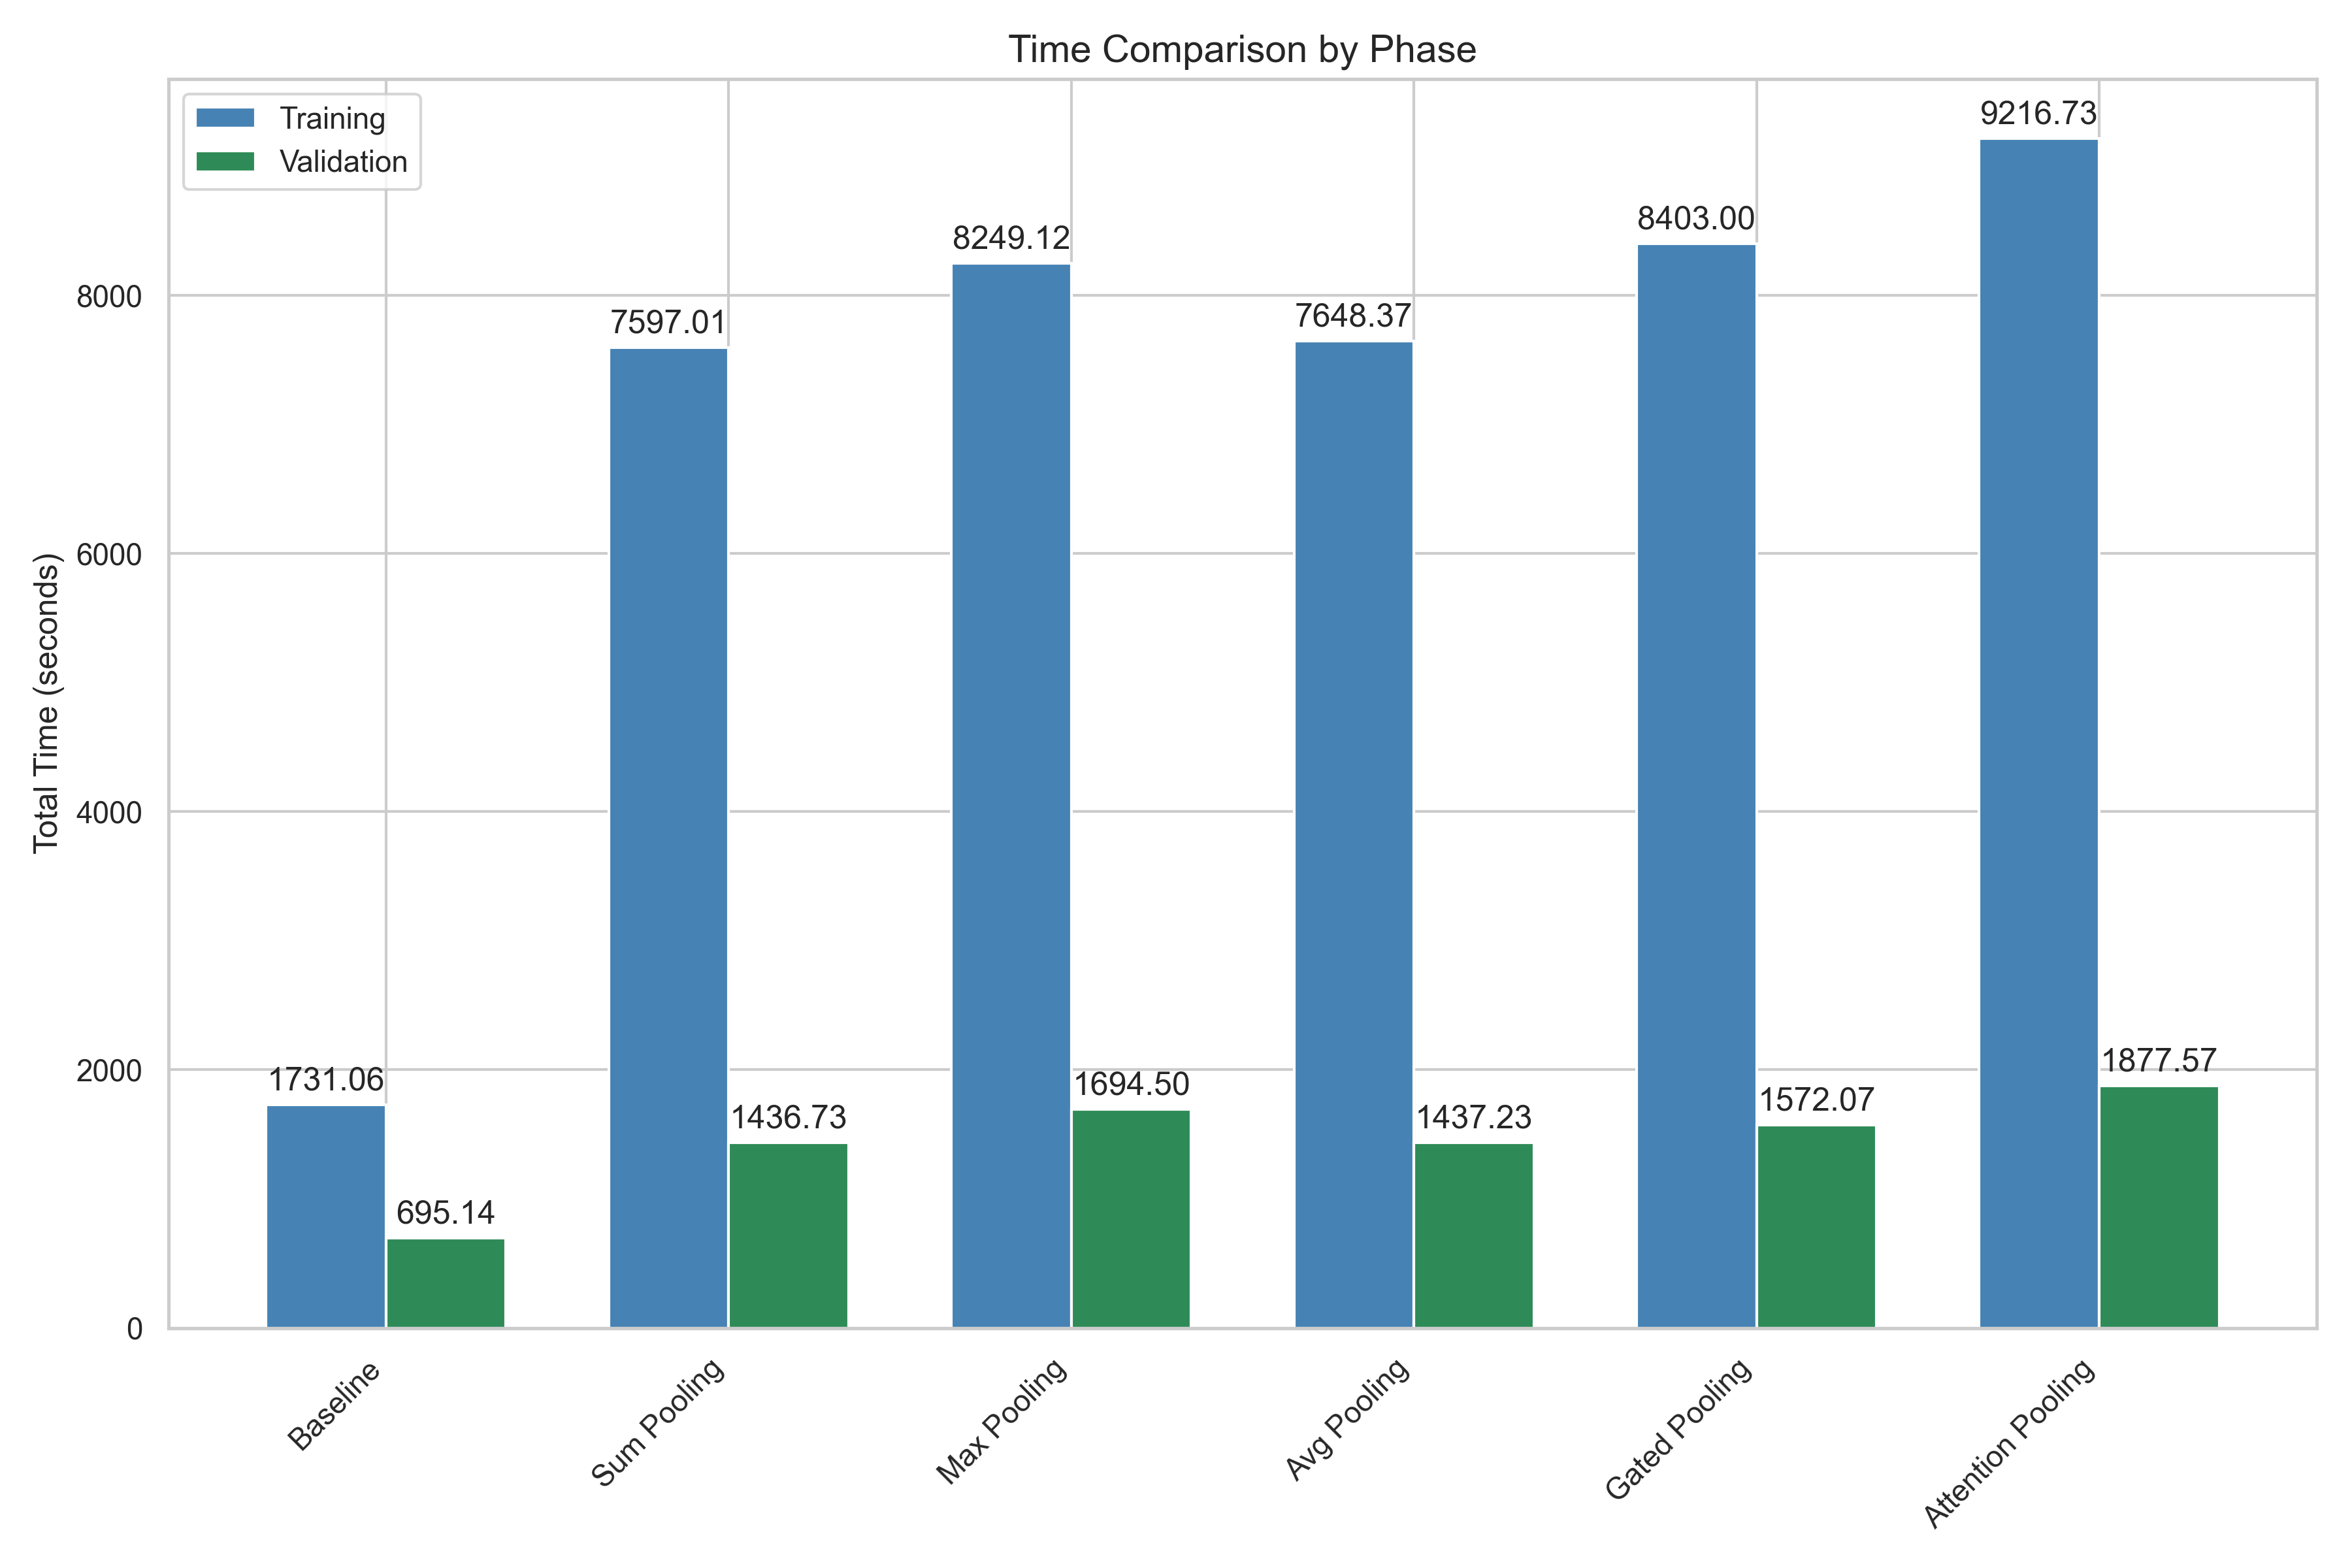 Time Comparison by Phase
Training
Validation
Total Time (seconds)
8000
6000
4000
2000
0
1731.06
695.14
7597.01
1436.73
8249.12
1694.50
7648.37
1437.23
8403.00
1572.07
9216.73
1877.57
Baseline
Sum Pooling
Max Pooling
Avg Pooling
Gated Pooling
Attention Pooling